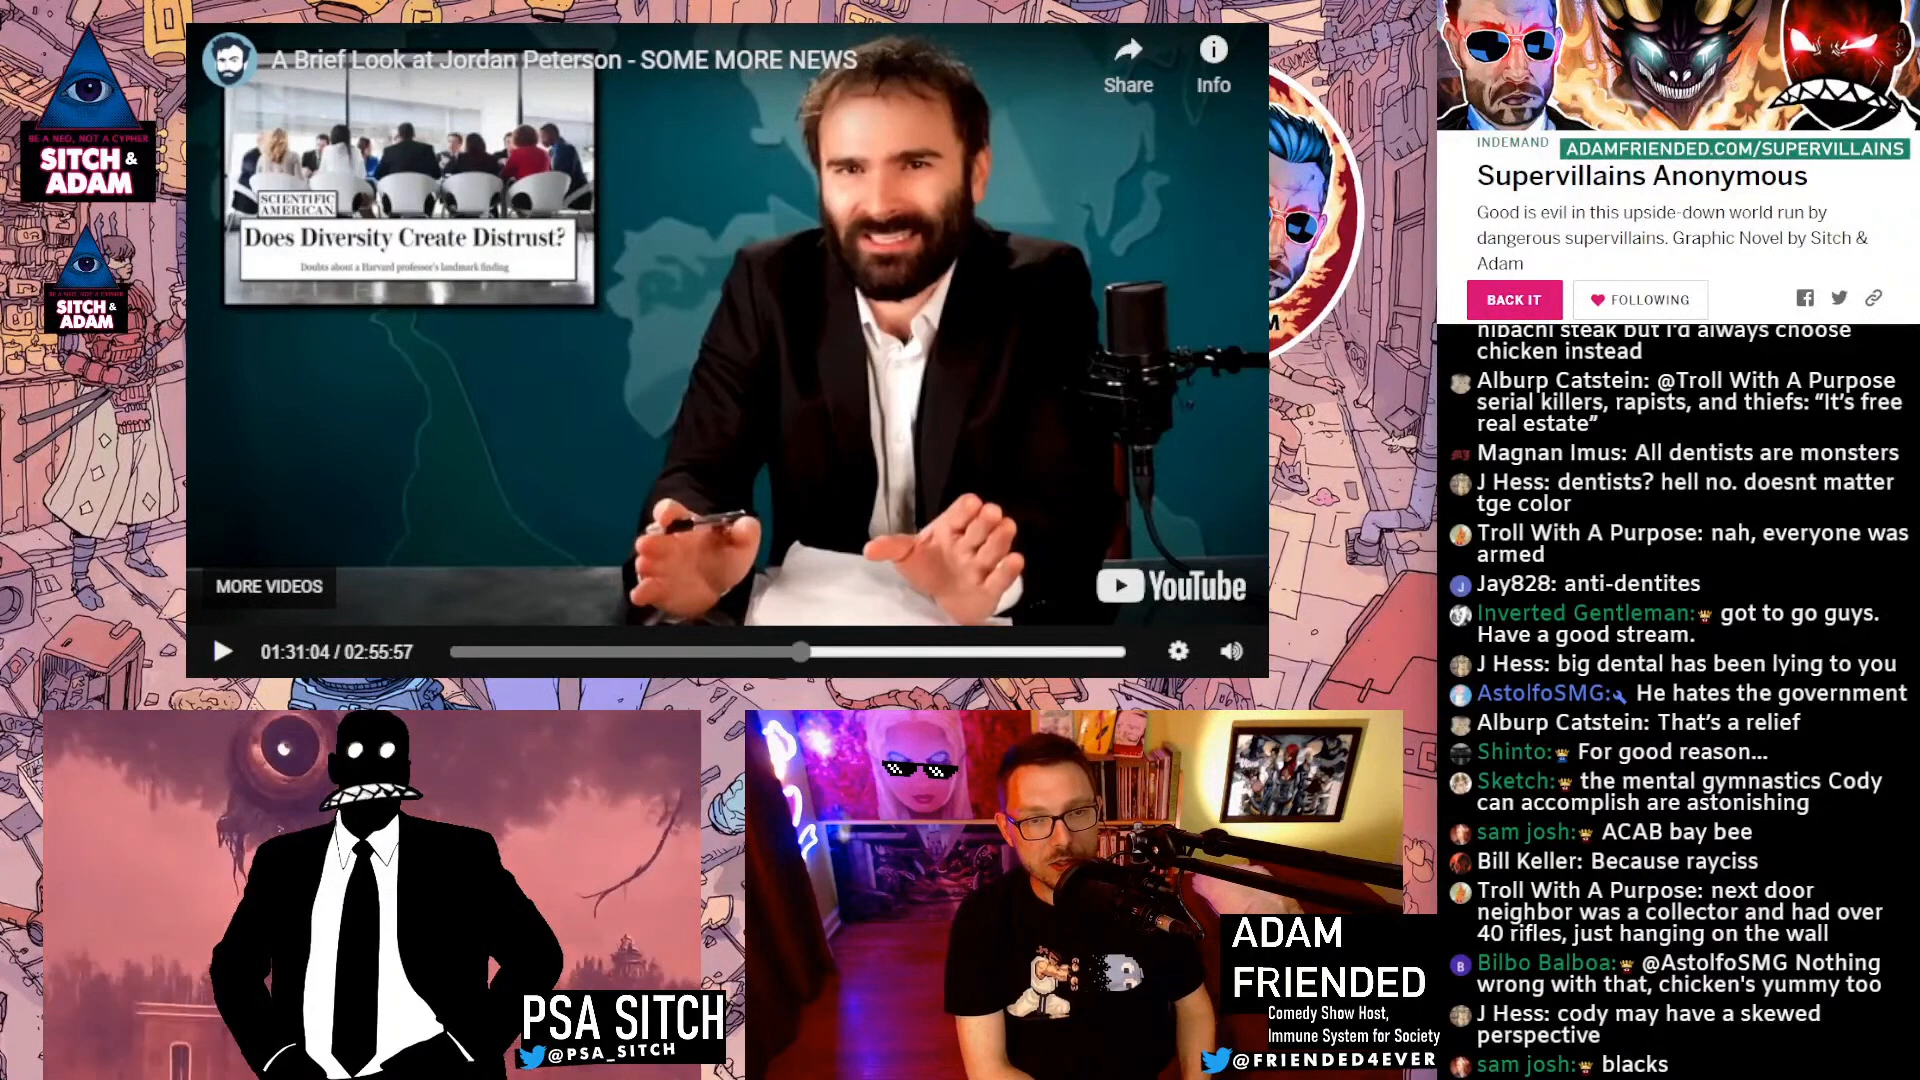 A Brief Look at Jordan Peterson - SOME MORE NEWS
Share
Info
SCIENTIFIC
AMERICAN
Does Diversity Create Distrust?
Doubts about a Harvard professor's landmark finding
MORE VIDEOS
YouTube
01:31:04 / 02:55:57
BE A NEO, NOT A CYPHER
SITCH &
ADAM
BE A NEO, NOT A CYPHER
SITCH &
ADAM
M
PSA SITCH
@PSA_SITCH
ADAM
FRIENDED
Comedy Show Host,
Immune System for Society
@FRIENDED4EVER
INDEMAND
ADAMFRIENDED.COM/SUPERVILLAINS
Supervillains Anonymous
Good is evil in this upside-down world run by
dangerous supervillains. Graphic Novel by Sitch &
Adam
BACK IT
FOLLOWING
hibachi steak but I'd always choose
chicken instead
Alburp Catstein: @Troll With A Purpose
serial killers, rapists, and thiefs: “It’s free
real estate”
Magnan Imus: All dentists are monsters
J Hess: dentists? hell no. doesnt matter
tge color
Troll With A Purpose: nah, everyone was
armed
J
Jay828: anti-dentites
Inverted Gentleman: got to go guys.
Have a good stream.
J Hess: big dental has been lying to you
AstolfoSMG: He hates the government
Alburp Catstein: That’s a relief
Shinto: For good reason...
Sketch: the mental gymnastics Cody
can accomplish are astonishing
sam josh: ACAB bay bee
Bill Keller: Because rayciss
Troll With A Purpose: next door
neighbor was a collector and had over
40 rifles, just hanging on the wall
B
Bilbo Balboa: @AstolfoSMG Nothing
wrong with that, chicken's yummy too
J Hess: cody may have a skewed
perspective
sam josh: blacks